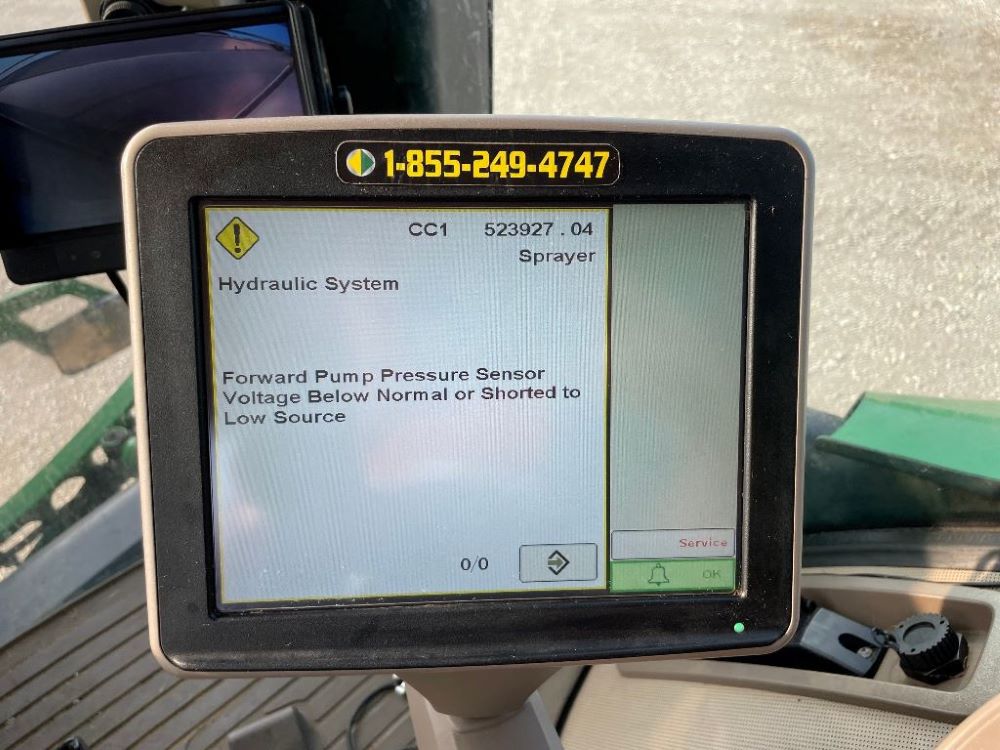 1-855-249-4747
CC1 523927 . 04
Sprayer
Hydraulic System
Forward Pump Pressure Sensor
Voltage Below Normal or Shorted to
Low Source
0/0
Service
OK